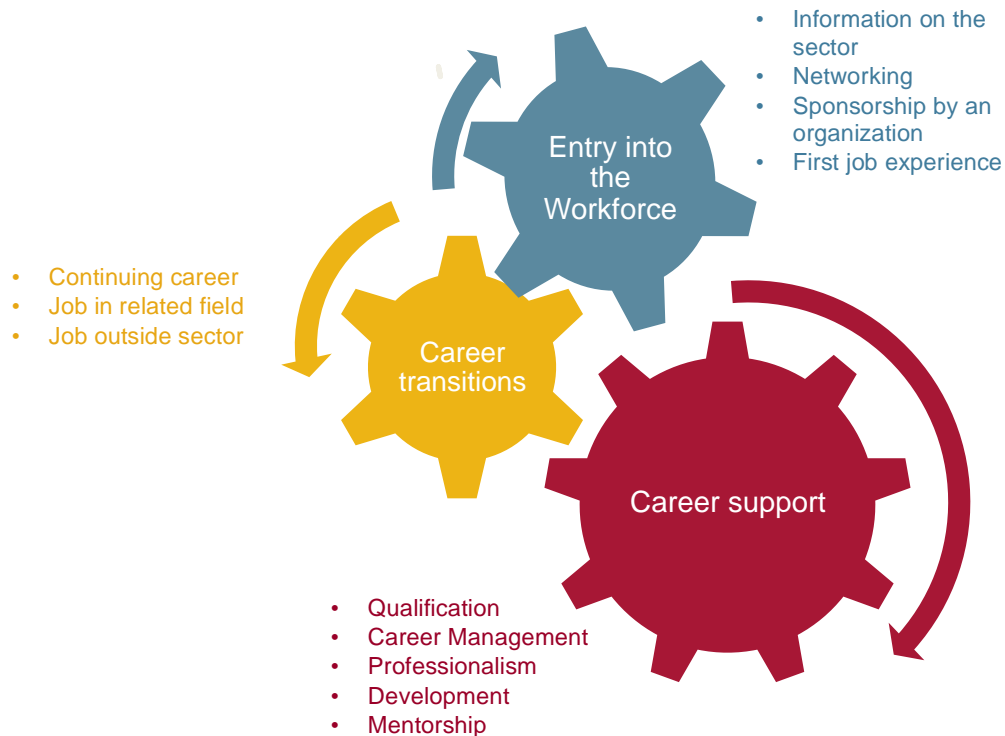 • Information on the
sector
• Networking
• Sponsorship by an
organization
• First job experience
Entry into
the
Workforce
• Continuing career
• Job in related field
• Job outside sector
Career
transitions
Career support
• Qualification
• Career Management
• Professionalism
• Development
• Mentorship